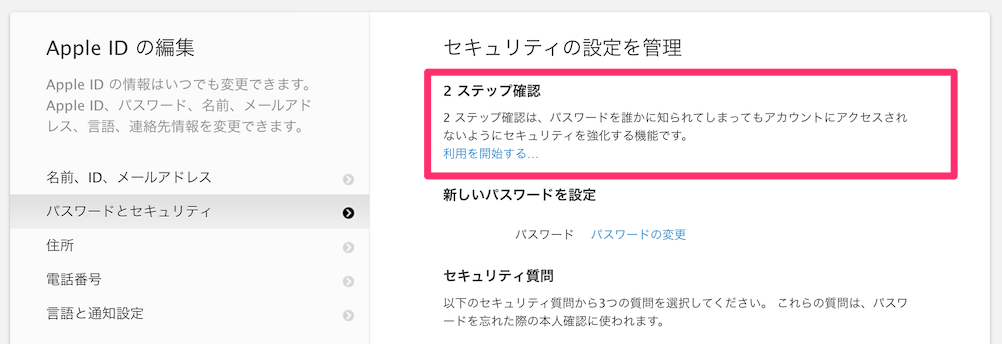 Apple ID の編集
Apple ID の情報はいつでも変更できます。
Apple ID、パスワード、名前、メールアド
レス、言語、連絡先情報を変更できます。
名前、ID、メールアドレス
パスワードとセキュリティ
住所
電話番号
言語と通知設定
セキュリティの設定を管理
2 ステップ確認
2 ステップ確認は、パスワードを誰かに知られてしまってもアカウントにアクセスされ
ないようにセキュリティを強化する機能です。
利用を開始する...
新しいパスワードを設定
パスワード パスワードの変更
セキュリティ質問
以下のセキュリティ質問から3つの質問を選択してください。 これらの質問は、パスワ
ードを忘れた際の本人確認に使われます。